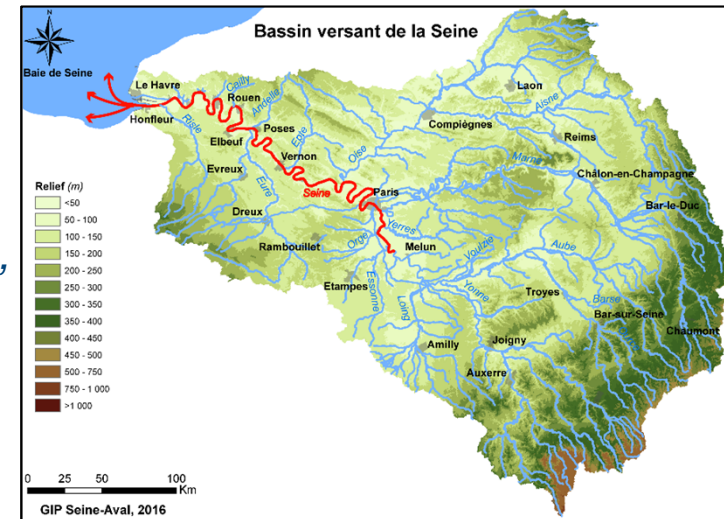 Bassin versant de la Seine
Baie de Seine
Le Havre
Honfleur
Risle
Cailly
Rouen
Andelle
Elbeuf
Poses
Epte
Vernon
Evreux
Eure
Seine
Oise
Compiègnes
Laon
Aisne
Reims
Marne
Châlon-en-Champagne
Bar-le-Duc
Paris
Dreux
Rambouillet
Orge
Yerres
Melun
Voulzie
Aube
Etampes
Essonne
Loing
Yonne
Troyes
Barse
Bar-sur-Seine
Chaumont
Amilly
Joigny
Auxerre
Relief (m)
<50
50 - 100
100 - 150
150 - 200
200 - 250
250 - 300
300 - 350
350 - 400
400 - 450
450 - 500
500 - 750
750 - 1 000
>1 000
0 25 50 100
Km
GIP Seine-Aval, 2016
,